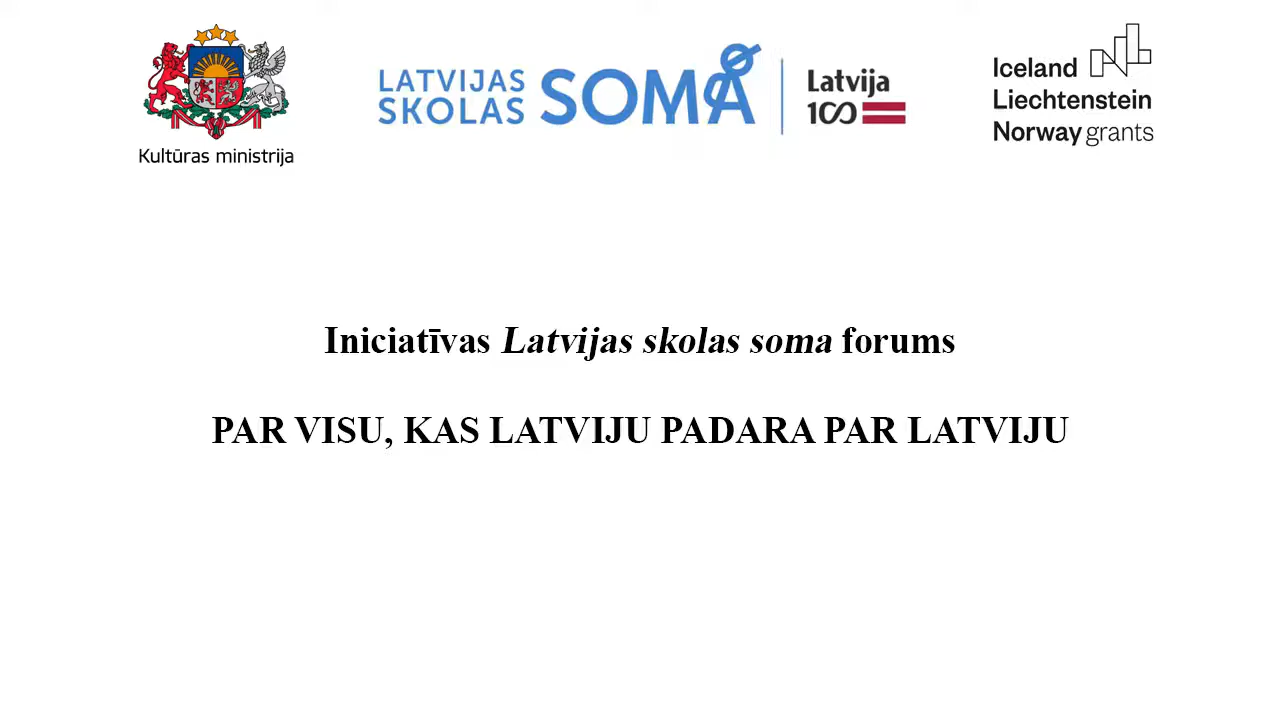 Kultūras ministrija
LATVIJAS
SKOLAS
SOMA
Latvija
100
Iceland
Liechtenstein
Norway grants
Iniciatīvas Latvijas skolas soma forums
PAR VISU, KAS LATVIJU PADARA PAR LATVIJU